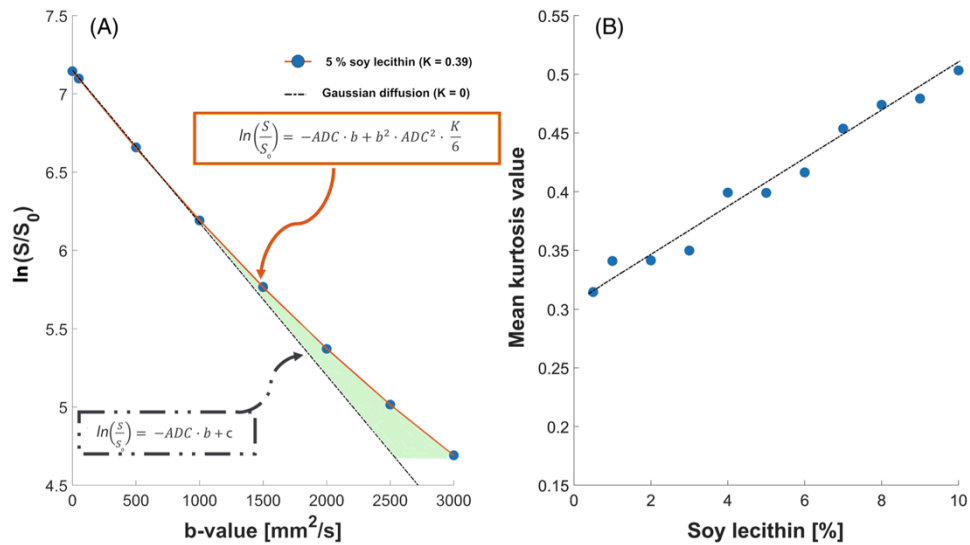 (A)
5 % soy lecithin (K = 0.39)
Gaussian diffusion (K = 0)
ln(S/S₀) = −ADC · b + b² · ADC² · K/6
ln(s/s₀) = −ADC · b + c
7.5
7
6.5
6
5.5
5
4.5
ln(S/S₀)
0 500 1000 1500 2000 2500 3000
b-value [mm²/s]
(B)
0.55
0.5
0.45
0.4
0.35
0.3
0.25
0.2
0.15
Mean kurtosis value
0 2 4 6 8 10
Soy lecithin [%]